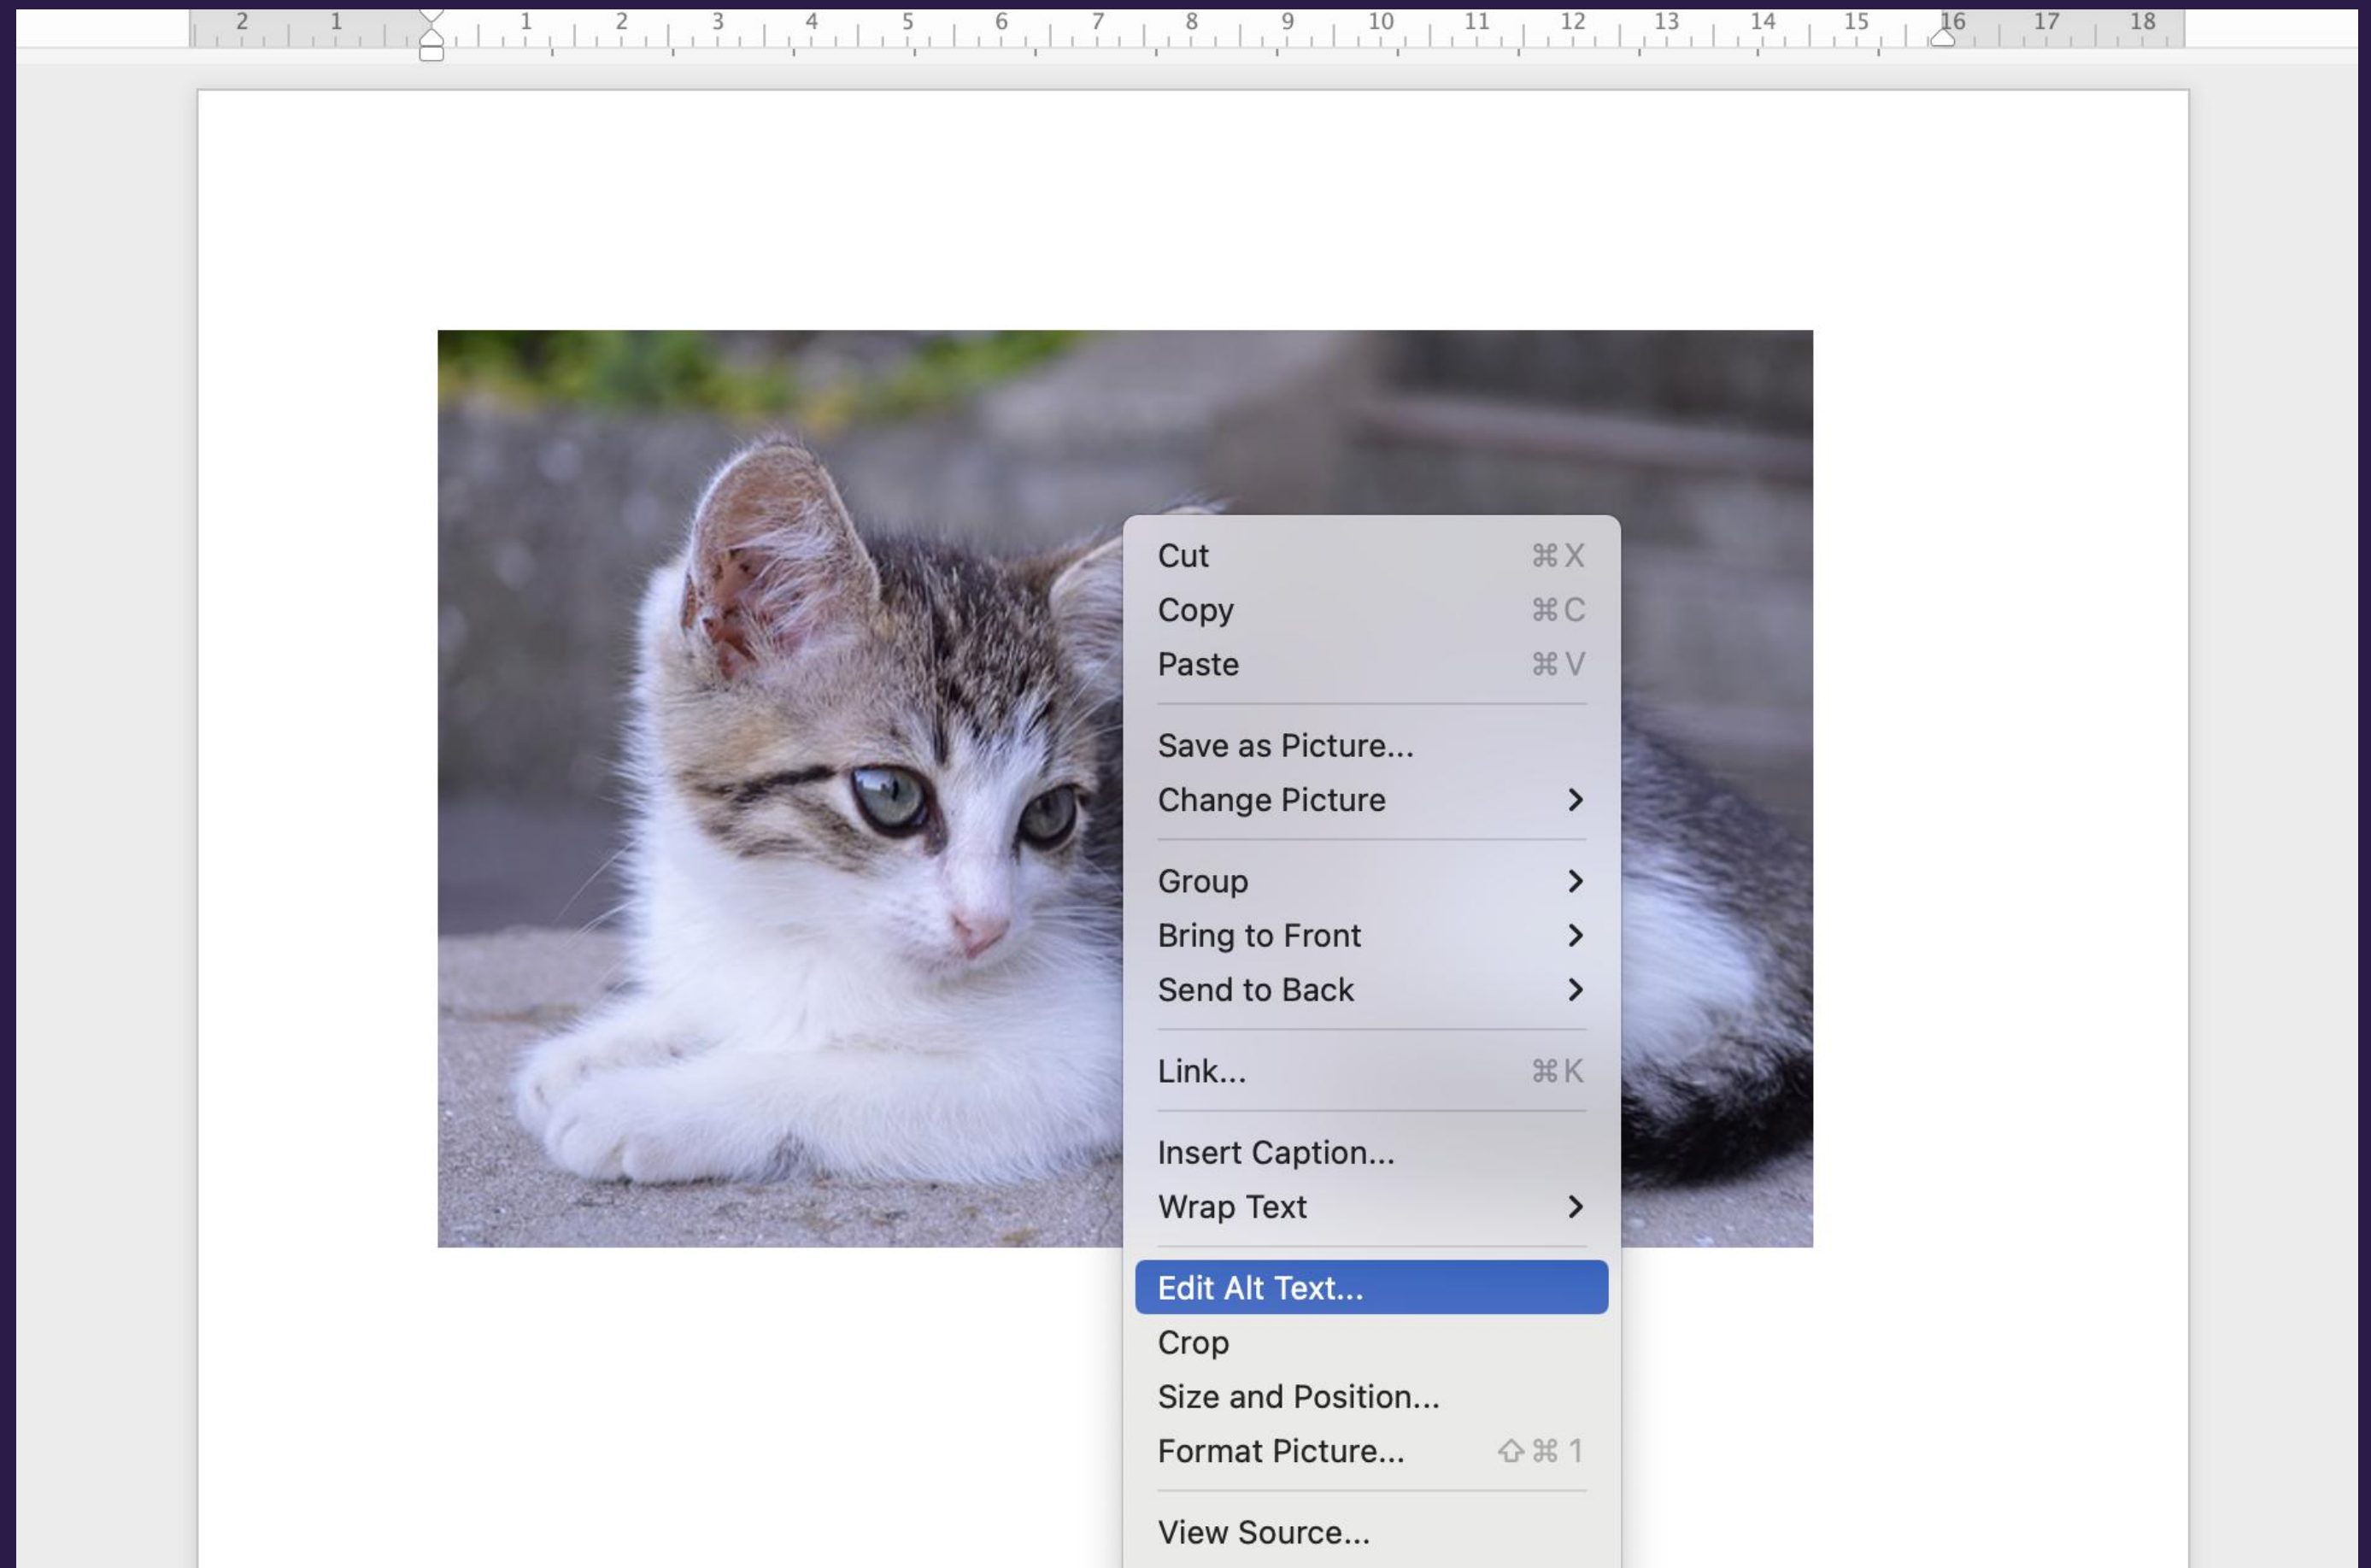 2 1 1 2 3 4 5 6 7 8 9 10 11 12 13 14 15 16 17 18
Cut ⌘X
Copy ⌘C
Paste ⌘V
Save as Picture...
Change Picture
Group
Bring to Front
Send to Back
Link... ⌘K
Insert Caption...
Wrap Text
Edit Alt Text...
Crop
Size and Position...
Format Picture... ⇧⌘1
View Source...